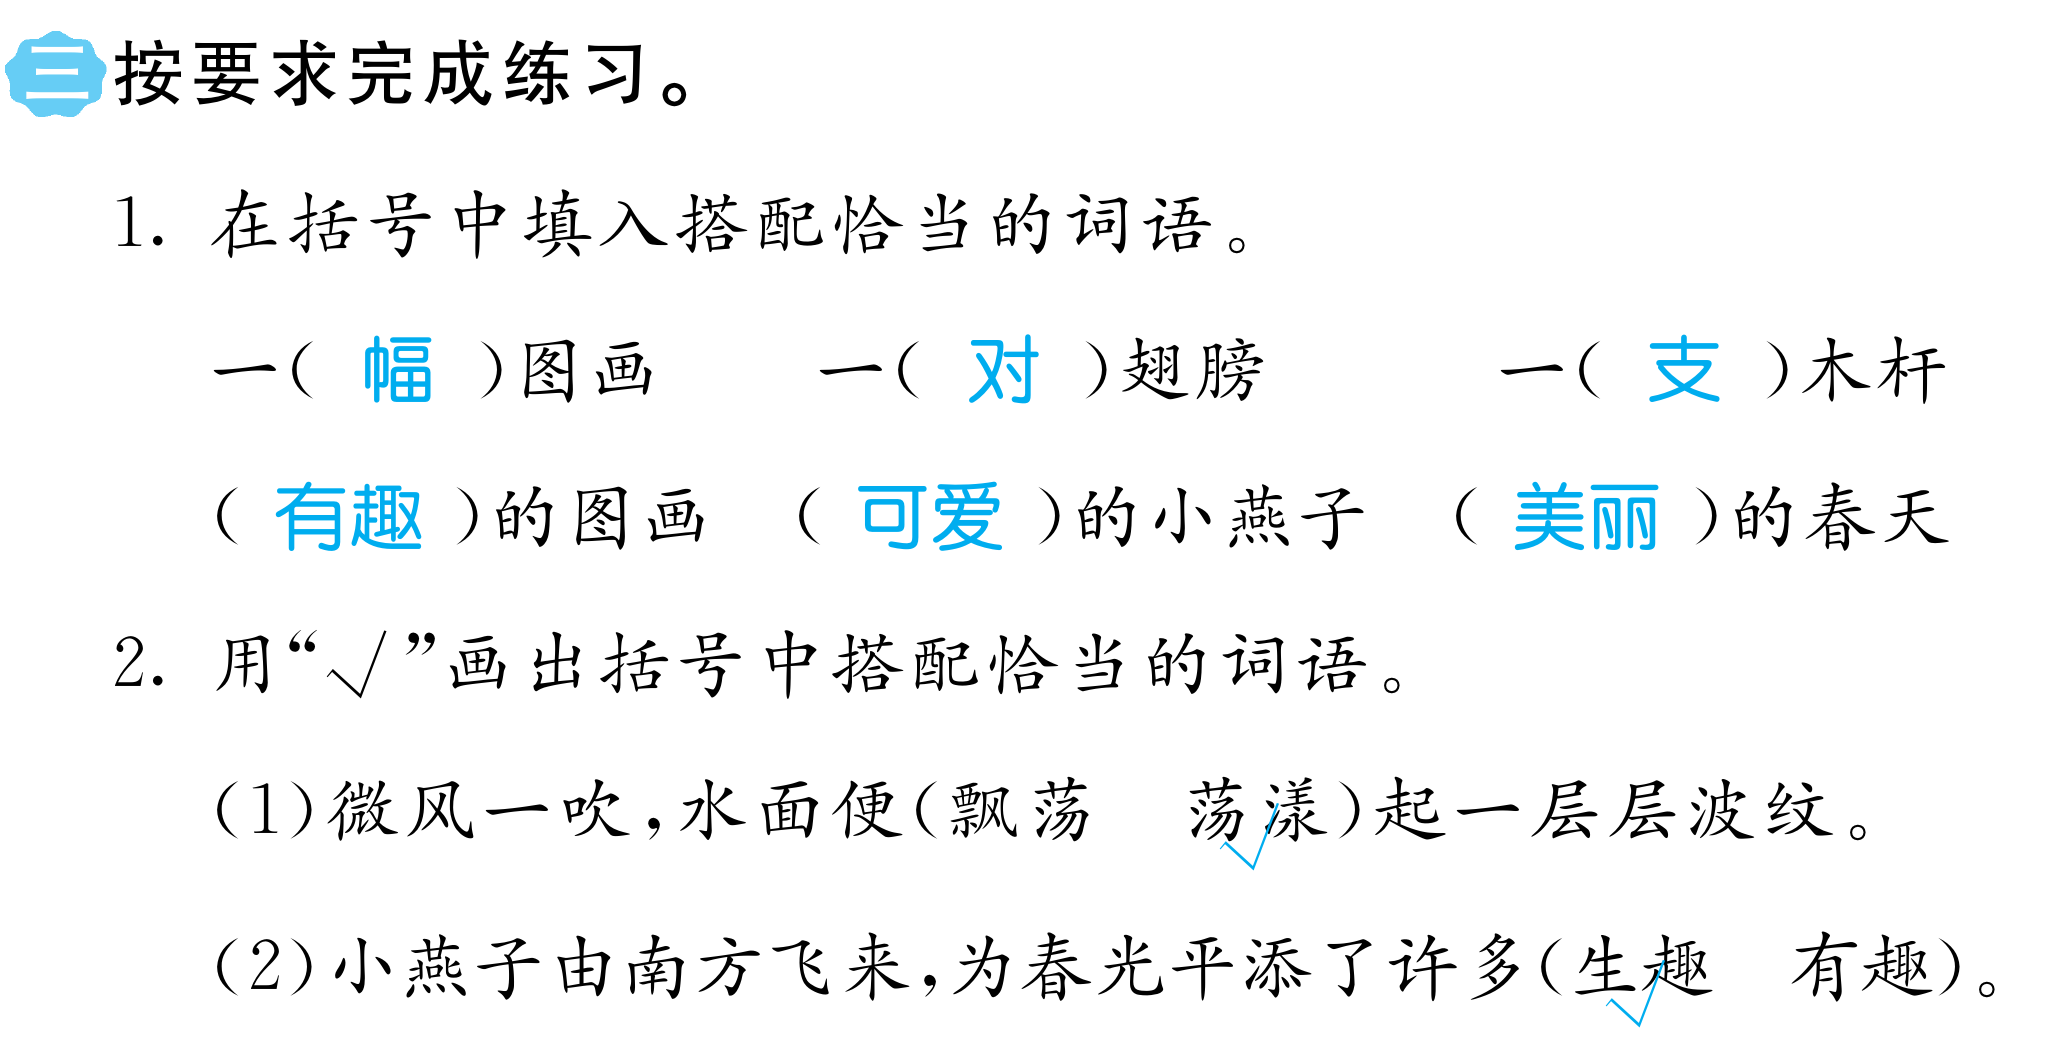 三 按要求完成练习。
1. 在括号中填入搭配恰当的词语。
一( 幅 )图画 一( 对 )翅膀 一( 支 )木杆
( 有趣 )的图画 ( 可爱 )的小燕子 ( 美丽 )的春天
2. 用“√”画出括号中搭配恰当的词语。
(1)微风一吹,水面便(飘荡 荡漾√)起一层层波纹。
(2)小燕子由南方飞来,为春光平添了许多(生趣√ 有趣)。